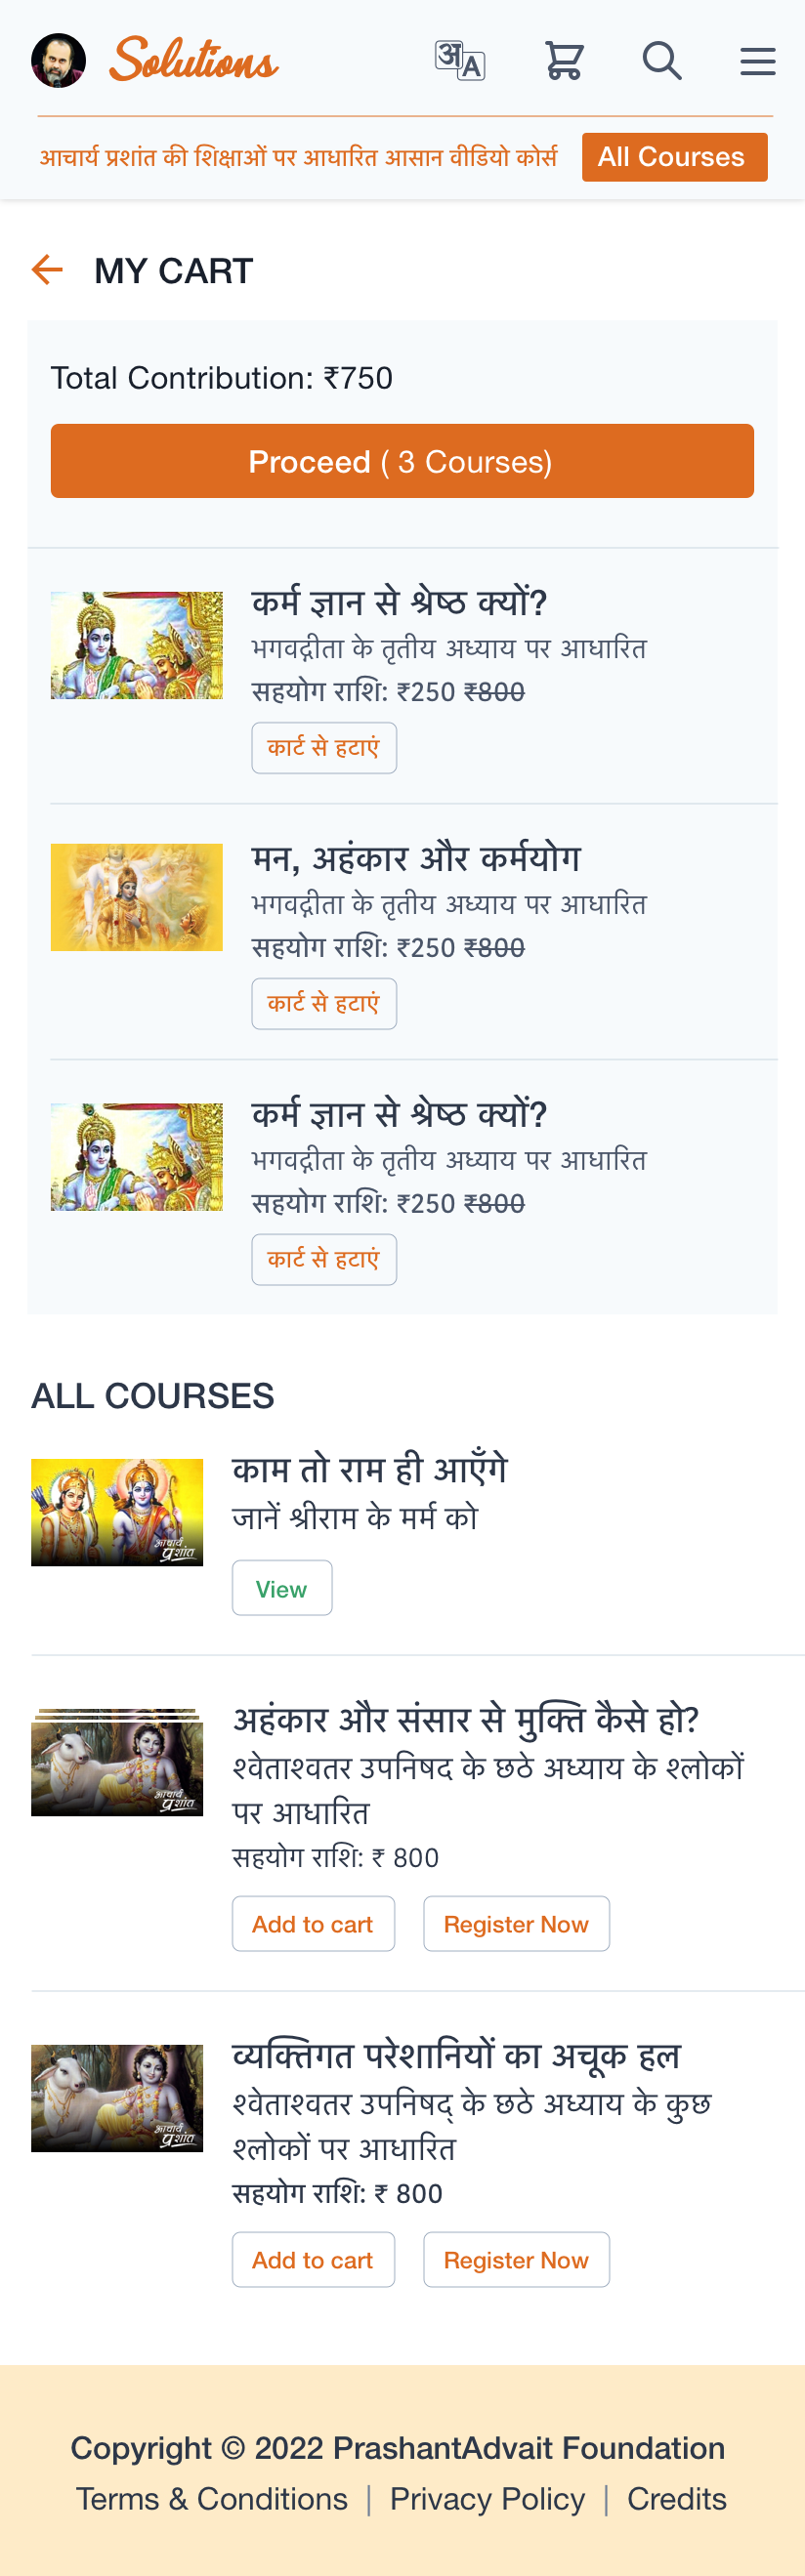 Solutions
अ A
आचार्य प्रशांत की शिक्षाओं पर आधारित आसान वीडियो कोर्स All Courses
MY CART
Total Contribution: ₹750
Proceed ( 3 Courses)
कर्म ज्ञान से श्रेष्ठ क्यों?
भगवद्गीता के तृतीय अध्याय पर आधारित
सहयोग राशि: ₹250 ₹800
कार्ट से हटाएं
मन, अहंकार और कर्मयोग
भगवद्गीता के तृतीय अध्याय पर आधारित
सहयोग राशि: ₹250 ₹800
कार्ट से हटाएं
कर्म ज्ञान से श्रेष्ठ क्यों?
भगवद्गीता के तृतीय अध्याय पर आधारित
सहयोग राशि: ₹250 ₹800
कार्ट से हटाएं
ALL COURSES
काम तो राम ही आएँगे
जानें श्रीराम के मर्म को
आचार्य
प्रशांत
View
अहंकार और संसार से मुक्ति कैसे हो?
श्वेताश्वतर उपनिषद के छठे अध्याय के श्लोकों
पर आधारित
आचार्य
प्रशांत
सहयोग राशि: ₹ 800
Add to cart Register Now
व्यक्तिगत परेशानियों का अचूक हल
श्वेताश्वतर उपनिषद् के छठे अध्याय के कुछ
श्लोकों पर आधारित
आचार्य
प्रशांत
सहयोग राशि: ₹ 800
Add to cart Register Now
Copyright © 2022 PrashantAdvait Foundation
Terms & Conditions | Privacy Policy | Credits